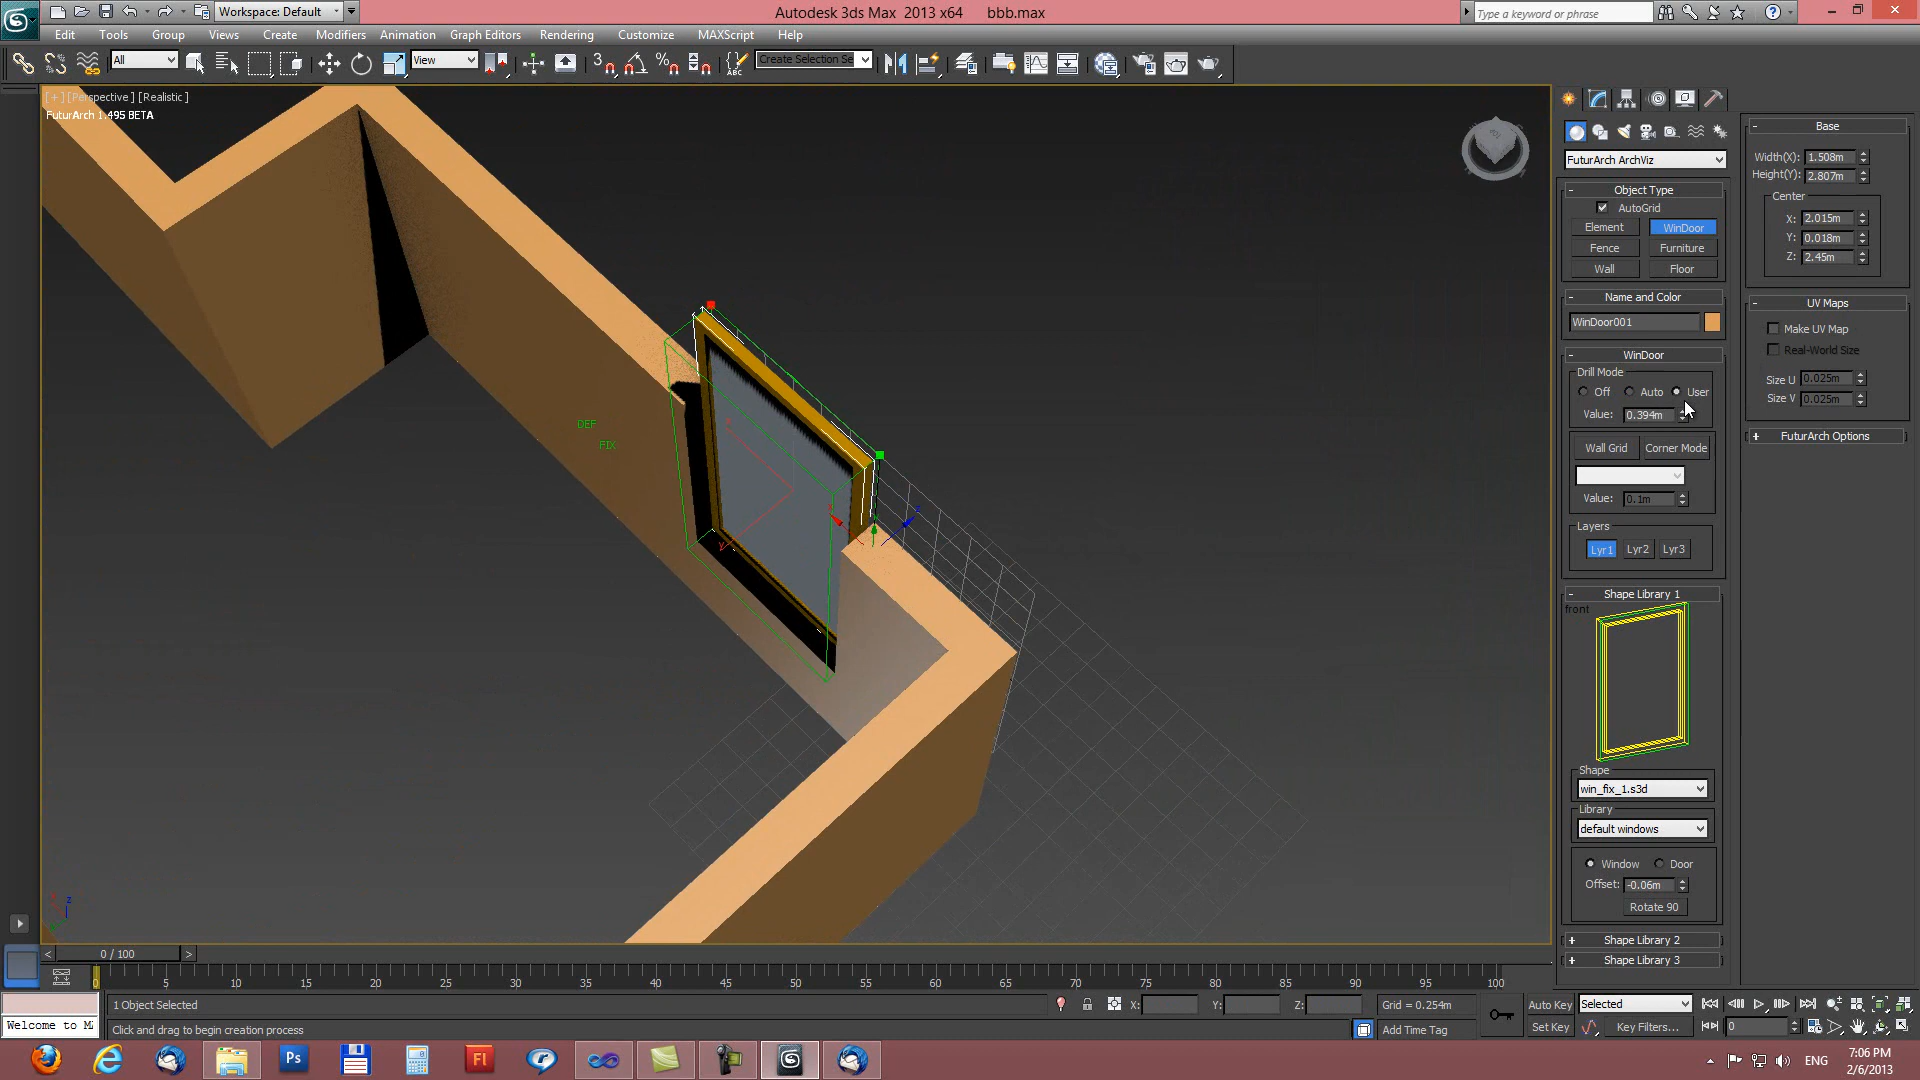 Workspace: Default
Autodesk 3ds Max 2013 x64 bbb.max
Type a keyword or phrase
Edit Tools Group Views Create Modifiers Animation Graph Editors Rendering Customize MAXScript Help
All
View
3
Create Selection Se
[+][Perspective][Realistic]
FuturArch 1.495 BETA
DEF
FIX
FuturArch ArchViz
Object Type
AutoGrid
Element WinDoor
Fence Furniture
Wall Floor
Name and Color
WinDoor001
WinDoor
Drill Mode
Off Auto User
Value: 0.394m
Wall Grid Corner Mode
Value: 0.1m
Layers
Lyr1 Lyr2 Lyr3
Shape Library 1
front
Shape
win_fix_1.s3d
Library
default windows
Window Door
Offset: -0.06m
Rotate 90
Shape Library 2
Shape Library 3
Base
Width(X): 1.508m
Height(Y): 2.807m
Center
X: 2.015m
Y: 0.018m
Z: 2.45m
UV Maps
Make UV Map
Real-World Size
Size U 0.025m
Size V 0.025m
FuturArch Options
0 / 100
0 5 10 15 20 25 30 35 40 45 50 55 60 65 70 75 80 85 90 95 100
1 Object Selected
X: Y: Z: Grid = 0.254m
Auto Key Selected
Welcome to M
Click and drag to begin creation process
Add Time Tag
Set Key Key Filters... 0
Ps Fl
ENG
7:06 PM
2/6/2013